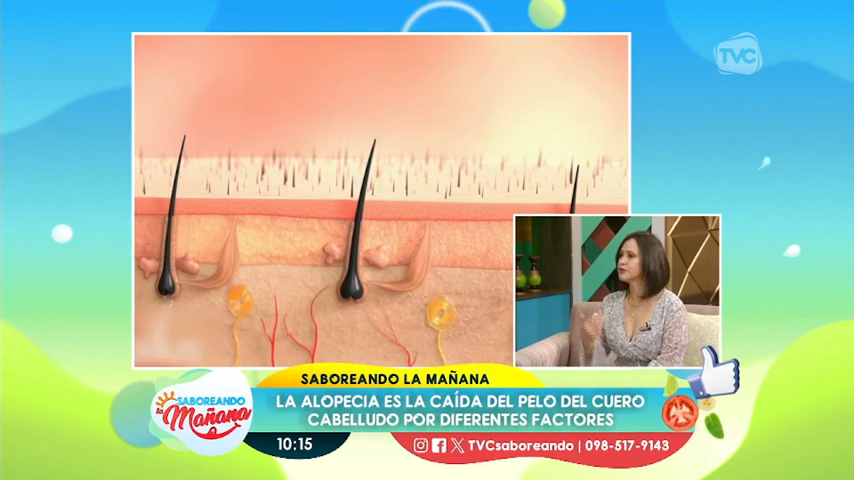 TVC
SABOREANDO LA MAÑANA
SABOREANDO
Mañana
LA ALOPECIA ES LA CAÍDA DEL PELO DEL CUERO
CABELLUDO POR DIFERENTES FACTORES
10:15
TVCsaboreando | 098-517-9143